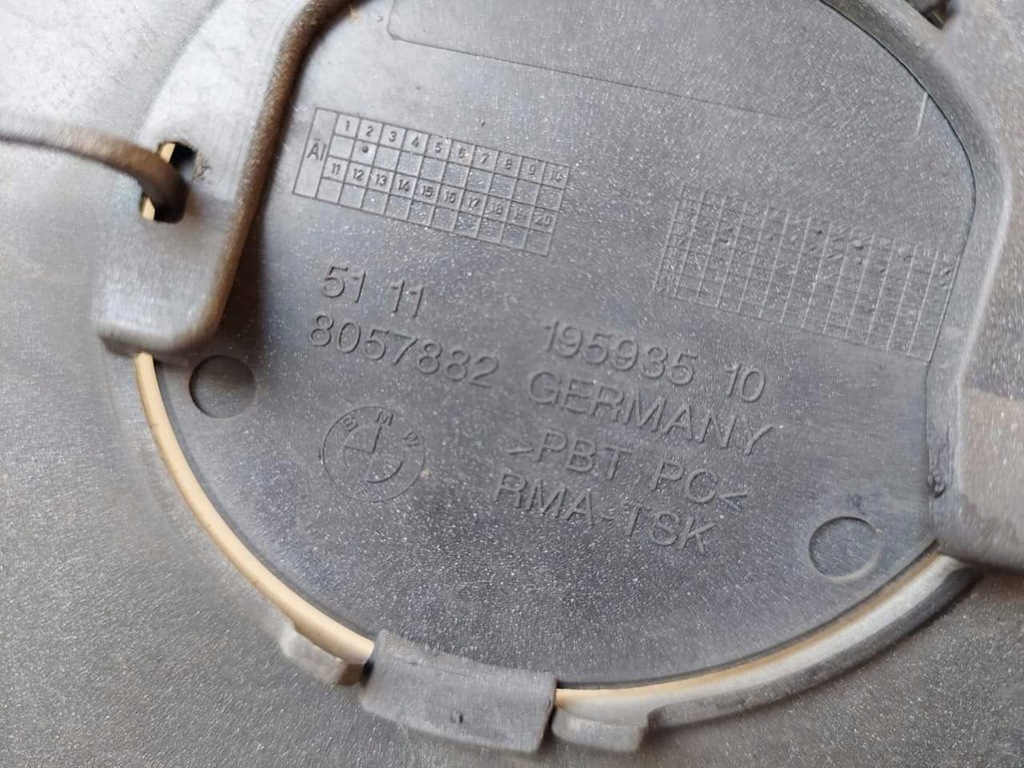 1 2 3 4 5 6 7 8 9 10
AI
11 12 13 14 15 16 17 18 19 20
51 11
8057882
195935 10
GERMANY
>PBT PC<
RMA-TSK
BMW